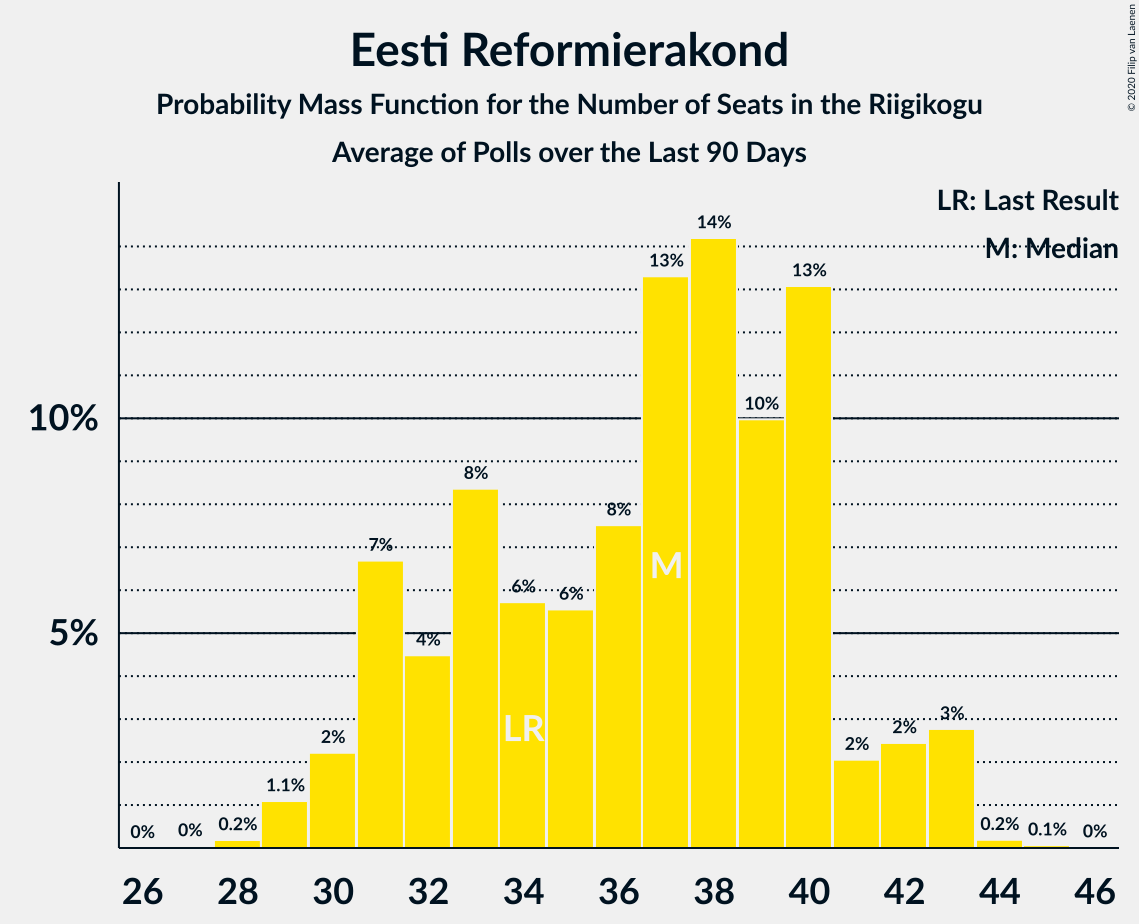 © 2020 Filip van Laenen
Eesti Reformierakond
Probability Mass Function for the Number of Seats in the Riigikogu
Average of Polls over the Last 90 Days
LR: Last Result
M: Median
10%
5%
0% 0% 0.2% 1.1% 2% 7% 4% 8% 6% 6% 8% 13% 14% 10% 13% 2% 2% 3% 0.2% 0.1% 0%
M
LR
26 28 30 32 34 36 38 40 42 44 46